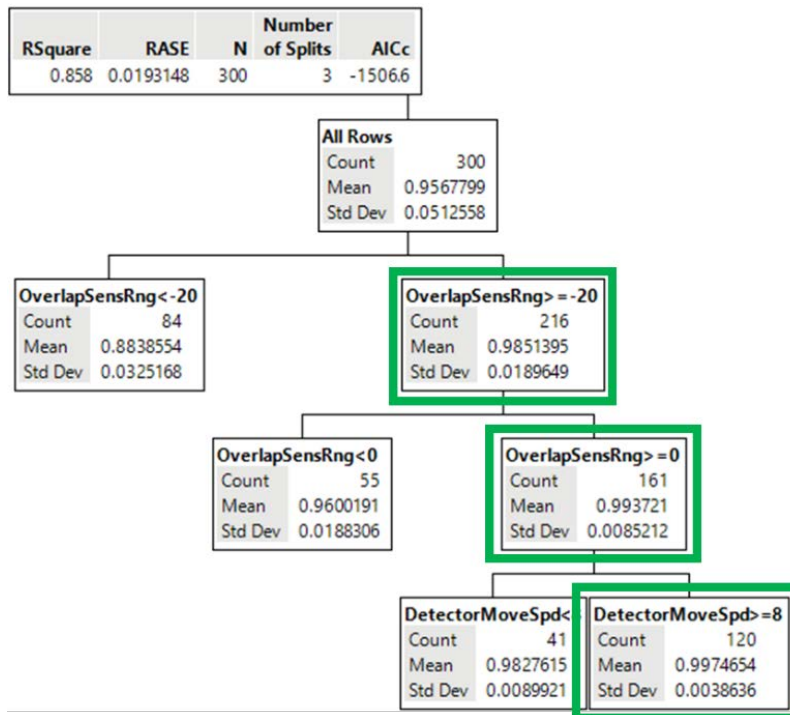 RSquare RASE N Number of Splits AICc
0.858 0.0193148 300 3 -1506.6
All Rows
Count 300
Mean 0.9567799
Std Dev 0.0512558
OverlapSensRng<-20
Count 84
Mean 0.8838554
Std Dev 0.0325168
OverlapSensRng>=-20
Count 216
Mean 0.9851395
Std Dev 0.0189649
OverlapSensRng<0
Count 55
Mean 0.9600191
Std Dev 0.0188306
OverlapSensRng>=0
Count 161
Mean 0.993721
Std Dev 0.0085212
DetectorMoveSpd<
Count 41
Mean 0.9827615
Std Dev 0.0089921
DetectorMoveSpd>=8
Count 120
Mean 0.9974654
Std Dev 0.0038636